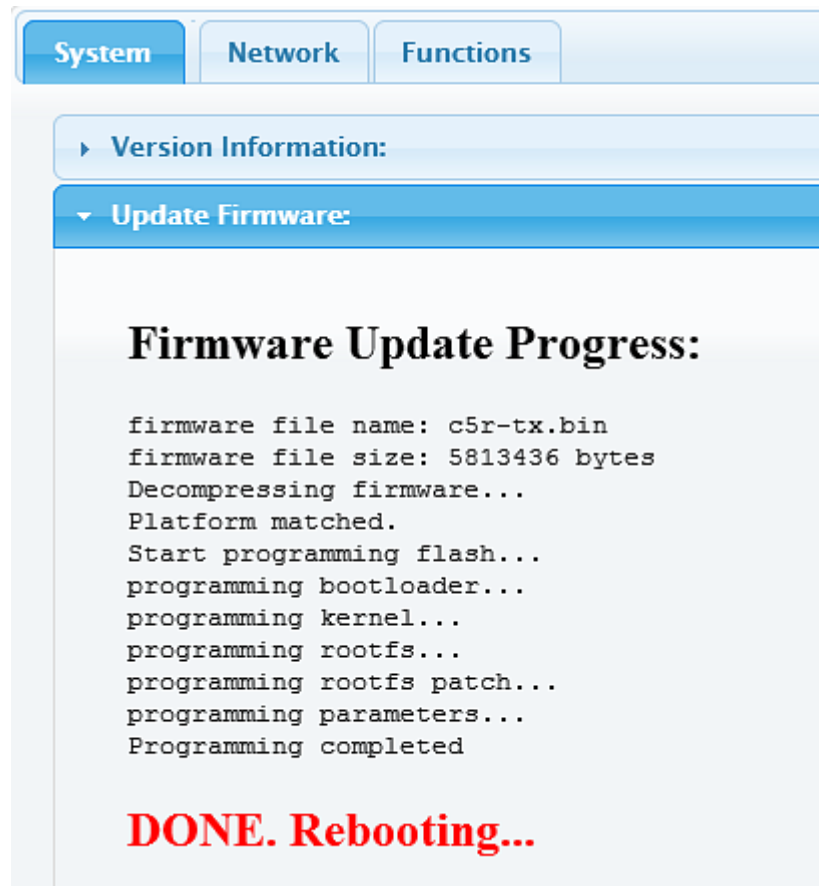 System Network Functions
Version Information:
Update Firmware:
Firmware Update Progress:
firmware file name: c5r-tx.bin
firmware file size: 5813436 bytes
Decompressing firmware...
Platform matched.
Start programming flash...
programming bootloader...
programming kernel...
programming rootfs...
programming rootfs patch...
programming parameters...
Programming completed
DONE. Rebooting...